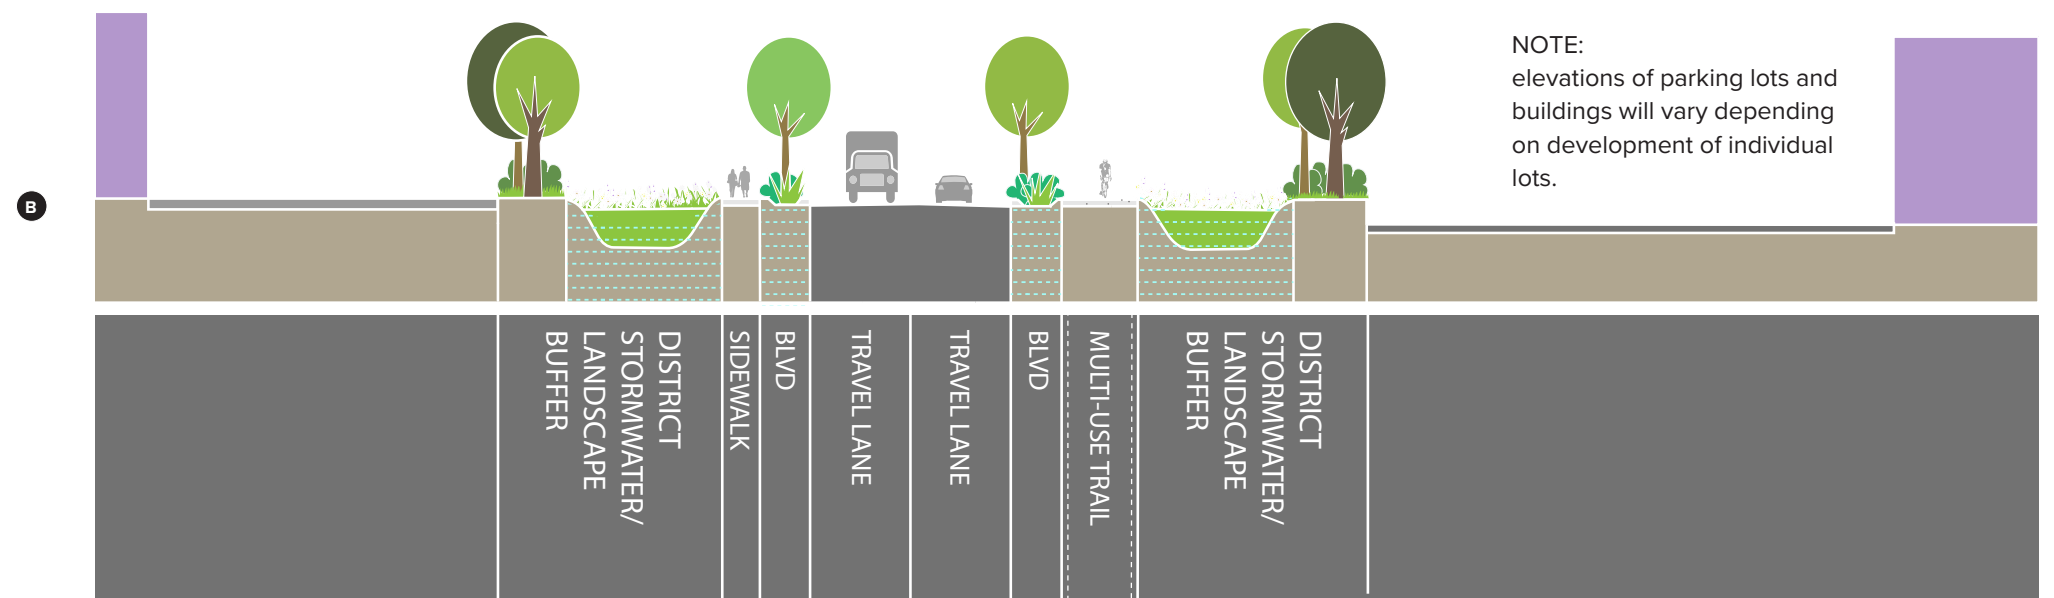 NOTE:
elevations of parking lots and
buildings will vary depending
on development of individual
lots.
B
DISTRICT
STORMWATER/
LANDSCAPE
BUFFER
SIDEWALK
BLVD
TRAVEL LANE
TRAVEL LANE
BLVD
MULTI-USE TRAIL
DISTRICT
STORMWATER/
LANDSCAPE
BUFFER